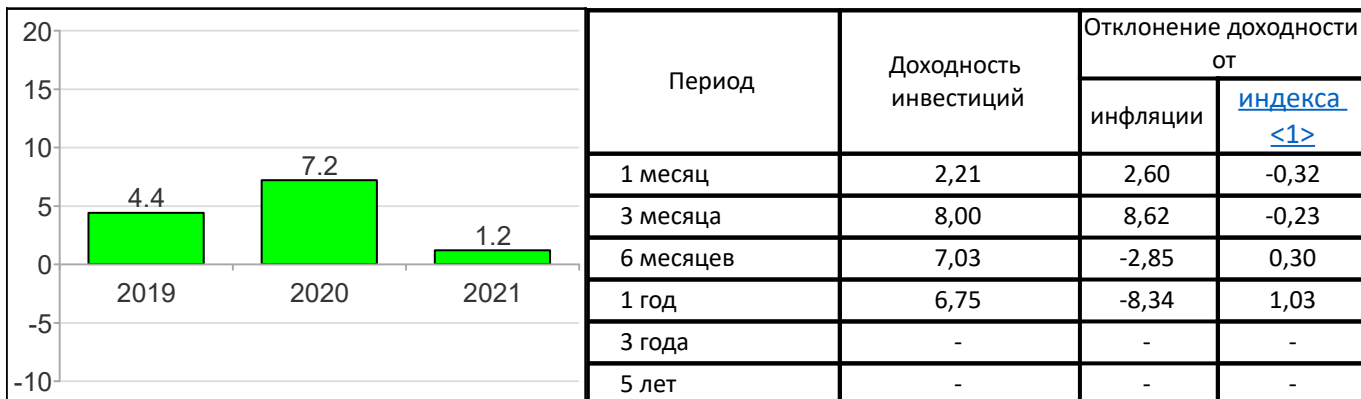 20
15
10
5
0
-5
-10
4.4
7.2
1.2
2019 2020 2021
Период
Доходность
инвестиций
Отклонение доходности
от
инфляции
индекса
<1>
1 месяц 2,21 2,60 -0,32
3 месяца 8,00 8,62 -0,23
6 месяцев 7,03 -2,85 0,30
1 год 6,75 -8,34 1,03
3 года - - -
5 лет - - -